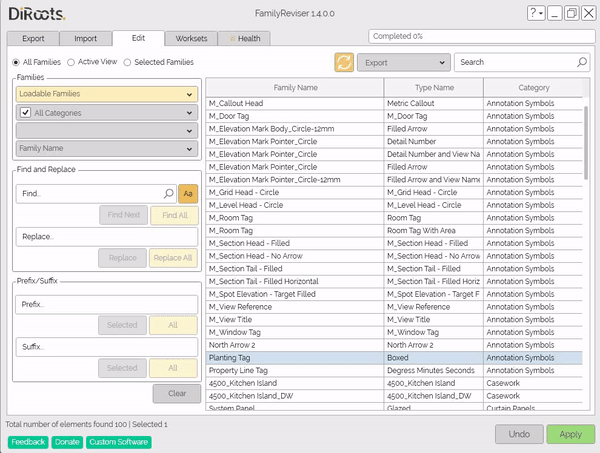 DiRoots.
FamilyReviser 1.4.0.0
?
Export Import Edit Worksets Health
Completed 0%
All Families Active View Selected Families
Export
Search
Families
Loadable Families
All Categories
Family Name
Find and Replace
Find...
Aa
Find Next Find All
Replace...
Replace Replace All
Prefix/Suffix
Prefix...
Selected All
Suffix...
Selected All
Clear
Family Name Type Name Category
M_Callout Head Metric Callout Annotation Symbols
M_Door Tag M_Door Tag Annotation Symbols
M_Elevation Mark Body_Circle-12mm Filled Arrow Annotation Symbols
M_Elevation Mark Pointer_Circle Detail Number Annotation Symbols
M_Elevation Mark Pointer_Circle Detail Number and View Na Annotation Symbols
M_Elevation Mark Pointer_Circle Filled Arrow Annotation Symbols
M_Elevation Mark Pointer_Circle-12mm Filled Arrow and View Name Annotation Symbols
M_Grid Head - Circle M_Grid Head - Circle Annotation Symbols
M_Level Head - Circle M_Level Head - Circle Annotation Symbols
M_Room Tag Room Tag Annotation Symbols
M_Room Tag Room Tag With Area Annotation Symbols
M_Section Head - Filled M_Section Head - Filled Annotation Symbols
M_Section Head - No Arrow M_Section Head - No Arrow Annotation Symbols
M_Section Tail - Filled M_Section Tail - Filled Annotation Symbols
M_Section Tail - Filled Horizontal M_Section Tail - Filled Horiz Annotation Symbols
M_Spot Elevation - Target Filled M_Spot Elevation - Target F Annotation Symbols
M_View Reference M_View Reference Annotation Symbols
M_View Title M_View Title Annotation Symbols
M_Window Tag M_Window Tag Annotation Symbols
North Arrow 2 North Arrow 2 Annotation Symbols
Planting Tag Boxed Annotation Symbols
Property Line Tag Degress Minutes Seconds Annotation Symbols
4500_Kitchen Island 4500_Kitchen Island Casework
4500_Kitchen Island_DW 4500_Kitchen Island_DW Casework
System Panel Glazed Curtain Panels
Total number of elements found 100 | Selected 1
Feedback Donate Custom Software
Undo Apply